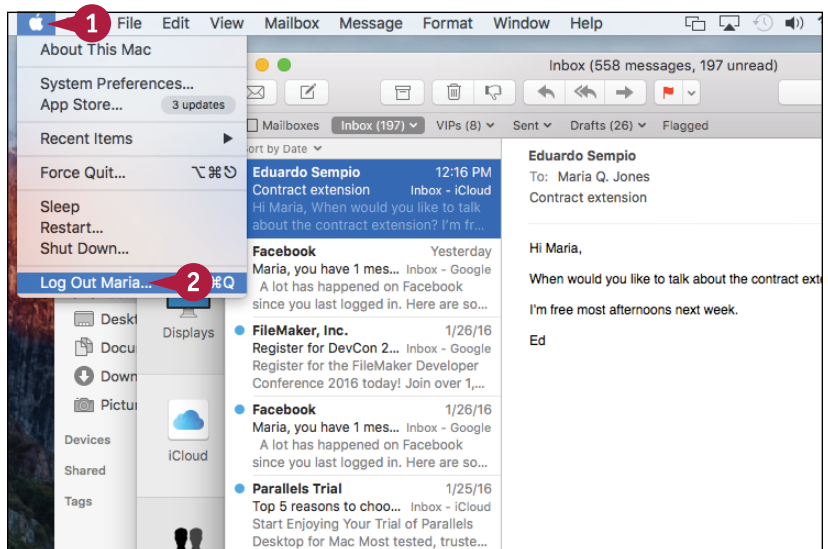 1
File Edit View Mailbox Message Format Window Help
About This Mac
System Preferences...
App Store... 3 updates
Recent Items
Force Quit... ⌥⌘⎋
Sleep
Restart...
Shut Down...
Log Out Maria... 2 ⌘Q
Inbox (558 messages, 197 unread)
Mailboxes Inbox (197) VIPs (8) Sent Drafts (26) Flagged
by Date
Eduardo Sempio 12:16 PM
Contract extension Inbox - iCloud
Hi Maria, When would you like to talk
about the contract extension? I'm fr...
Facebook Yesterday
Maria, you have 1 mes... Inbox - Google
A lot has happened on Facebook
since you last logged in. Here are so...
FileMaker, Inc. 1/26/16
Register for DevCon 2... Inbox - Google
Register for the FileMaker Developer
Conference 2016 today! Join over 1,...
Facebook 1/26/16
Maria, you have 1 mes... Inbox - Google
A lot has happened on Facebook
since you last logged in. Here are so...
Parallels Trial 1/25/16
Top 5 reasons to choo... Inbox - iCloud
Start Enjoying Your Trial of Parallels
Desktop for Mac Most tested, truste...
Eduardo Sempio
To: Maria Q. Jones
Contract extension
Hi Maria,
When would you like to talk about the contract exte
I'm free most afternoons next week.
Ed
Deskt
Docu
Down
Pictu
Devices
Shared
Tags
Displays
iCloud